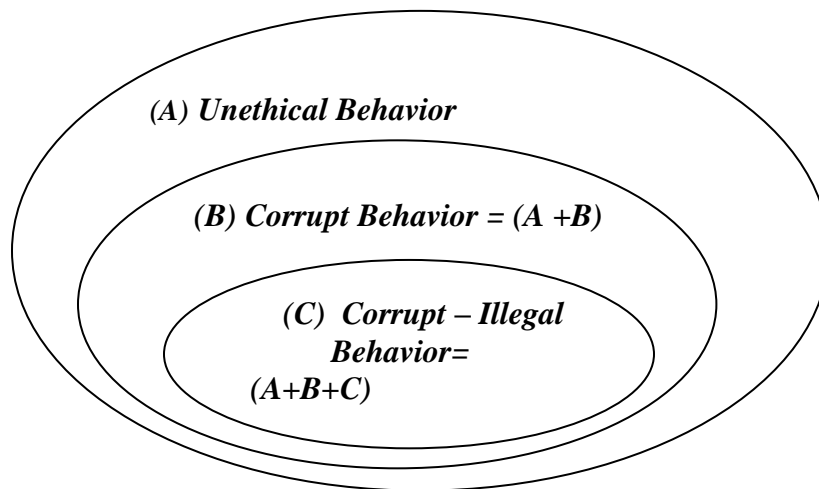 (A) Unethical Behavior
(B) Corrupt Behavior = (A +B)
(C) Corrupt – Illegal
Behavior=
(A+B+C)